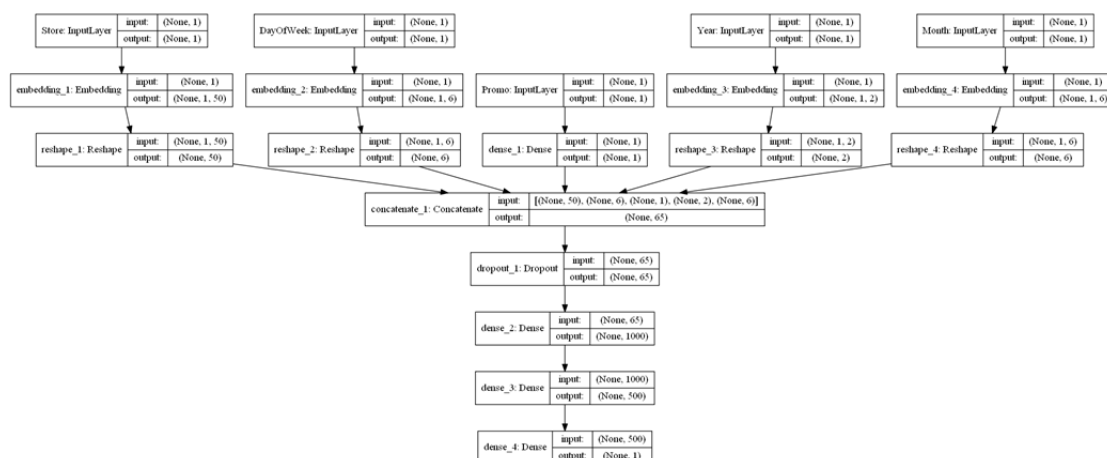 Store: InputLayer input: (None, 1) output: (None, 1)
DayOfWeek: InputLayer input: (None, 1) output: (None, 1)
Year: InputLayer input: (None, 1) output: (None, 1)
Month: InputLayer input: (None, 1) output: (None, 1)
embedding_1: Embedding input: (None, 1) output: (None, 1, 50)
embedding_2: Embedding input: (None, 1) output: (None, 1, 6)
Promo: InputLayer input: (None, 1) output: (None, 1)
embedding_3: Embedding input: (None, 1) output: (None, 1, 2)
embedding_4: Embedding input: (None, 1) output: (None, 1, 6)
reshape_1: Reshape input: (None, 1, 50) output: (None, 50)
reshape_2: Reshape input: (None, 1, 6) output: (None, 6)
dense_1: Dense input: (None, 1) output: (None, 1)
reshape_3: Reshape input: (None, 1, 2) output: (None, 2)
reshape_4: Reshape input: (None, 1, 6) output: (None, 6)
concatenate_1: Concatenate input: [(None, 50), (None, 6), (None, 1), (None, 2), (None, 6)] output: (None, 65)
dropout_1: Dropout input: (None, 65) output: (None, 65)
dense_2: Dense input: (None, 65) output: (None, 1000)
dense_3: Dense input: (None, 1000) output: (None, 500)
dense_4: Dense input: (None, 500) output: (None, 1)